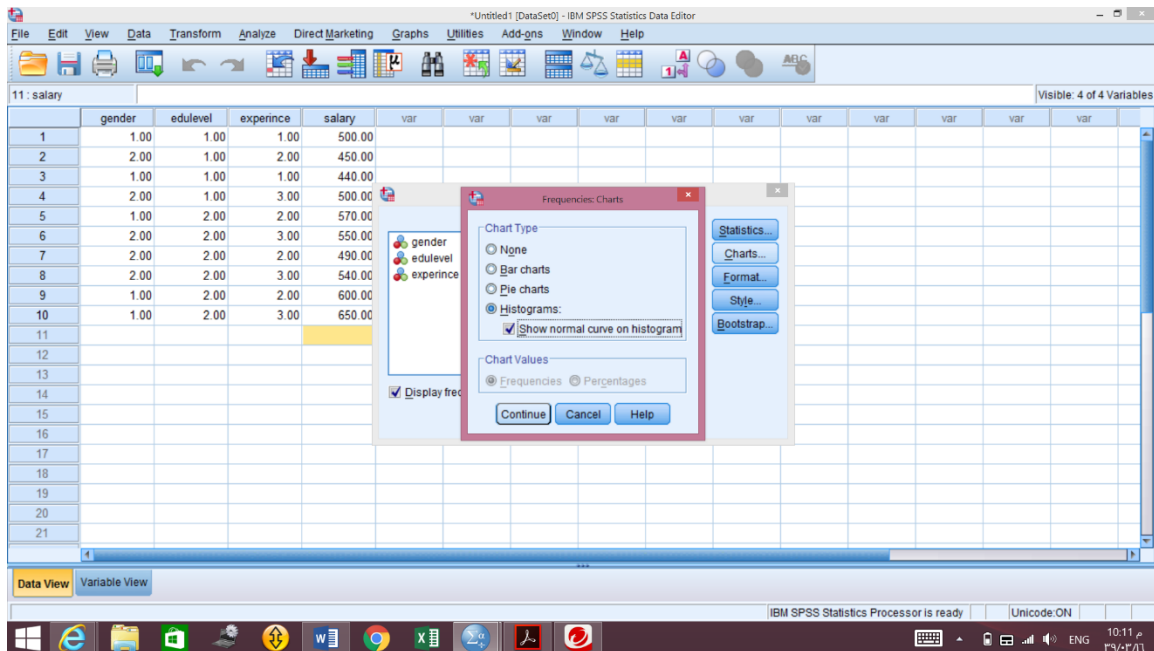 *Untitled1 [DataSet0] - IBM SPSS Statistics Data Editor
File Edit View Data Transform Analyze Direct Marketing Graphs Utilities Add-ons Window Help
11 : salary
Visible: 4 of 4 Variables
gender edulevel experince salary var var var var var var var var var var var
1 1.00 1.00 1.00 500.00
2 2.00 1.00 2.00 450.00
3 1.00 1.00 1.00 440.00
4 2.00 1.00 3.00 500.00
5 1.00 2.00 2.00 570.00
6 2.00 2.00 3.00 550.00
7 2.00 2.00 2.00 490.00
8 2.00 2.00 3.00 540.00
9 1.00 2.00 2.00 600.00
10 1.00 2.00 3.00 650.00
11
12
13
14
15
16
17
18
19
20
21
gender
edulevel
experince
Display freq
Frequencies: Charts
Chart Type
None
Bar charts
Pie charts
Histograms:
Show normal curve on histogram
Chart Values
Frequencies Percentages
Continue Cancel Help
Statistics...
Charts...
Format...
Style...
Bootstrap...
Data View Variable View
IBM SPSS Statistics Processor is ready Unicode:ON
ENG
10:11 م
٣٩/٠٣/١٦